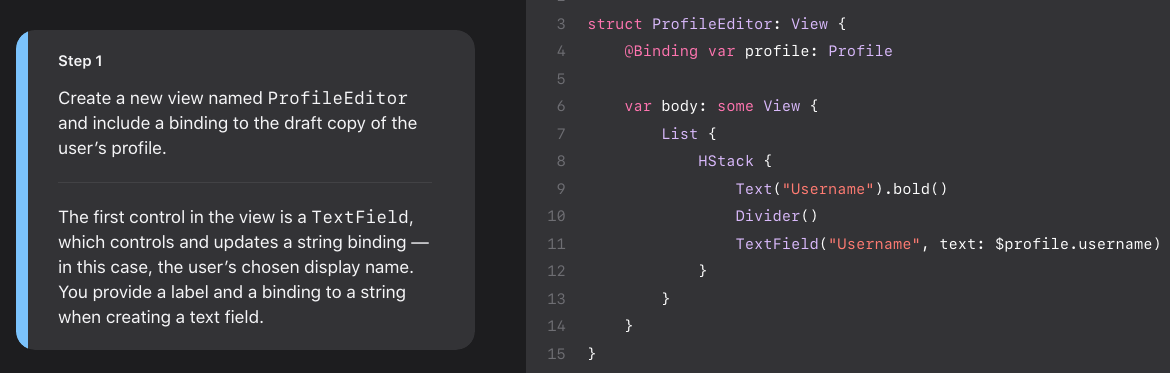 Step 1
Create a new view named ProfileEditor
and include a binding to the draft copy of the
user’s profile.
The first control in the view is a TextField,
which controls and updates a string binding —
in this case, the user’s chosen display name.
You provide a label and a binding to a string
when creating a text field.
3 struct ProfileEditor: View {
4     @Binding var profile: Profile
5
6     var body: some View {
7         List {
8             HStack {
9                 Text("Username").bold()
10                 Divider()
11                 TextField("Username", text: $profile.username)
12             }
13         }
14     }
15 }